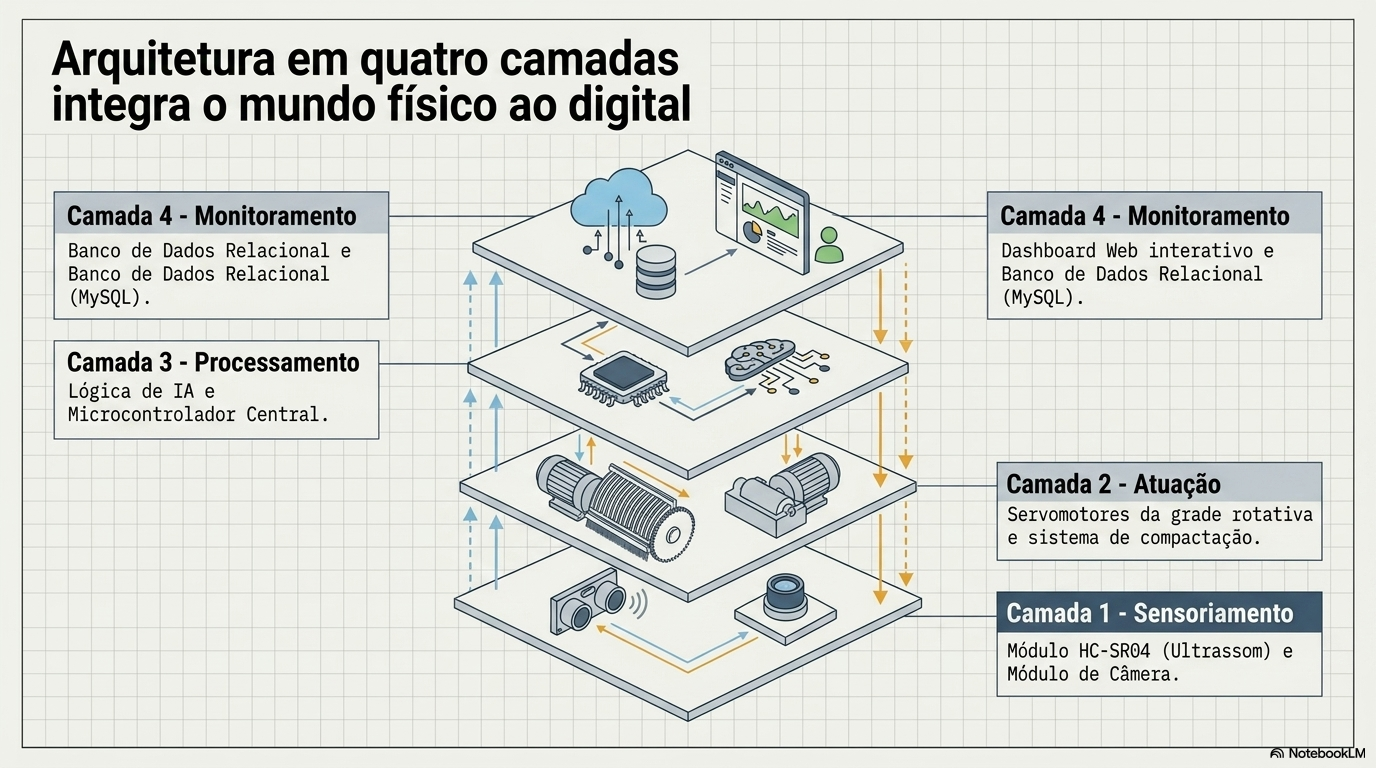 Arquitetura em quatro camadas
integra o mundo físico ao digital
Camada 4 - Monitoramento
Banco de Dados Relacional e
Banco de Dados Relacional
(MySQL).
Camada 4 - Monitoramento
Dashboard Web interativo e
Banco de Dados Relacional
(MySQL).
Camada 3 - Processamento
Lógica de IA e
Microcontrolador Central.
Camada 2 - Atuação
Servomotores da grade rotativa
e sistema de compactação.
Camada 1 - Sensoriamento
Módulo HC-SR04 (Ultrassom) e
Módulo de Câmera.
NotebookLM